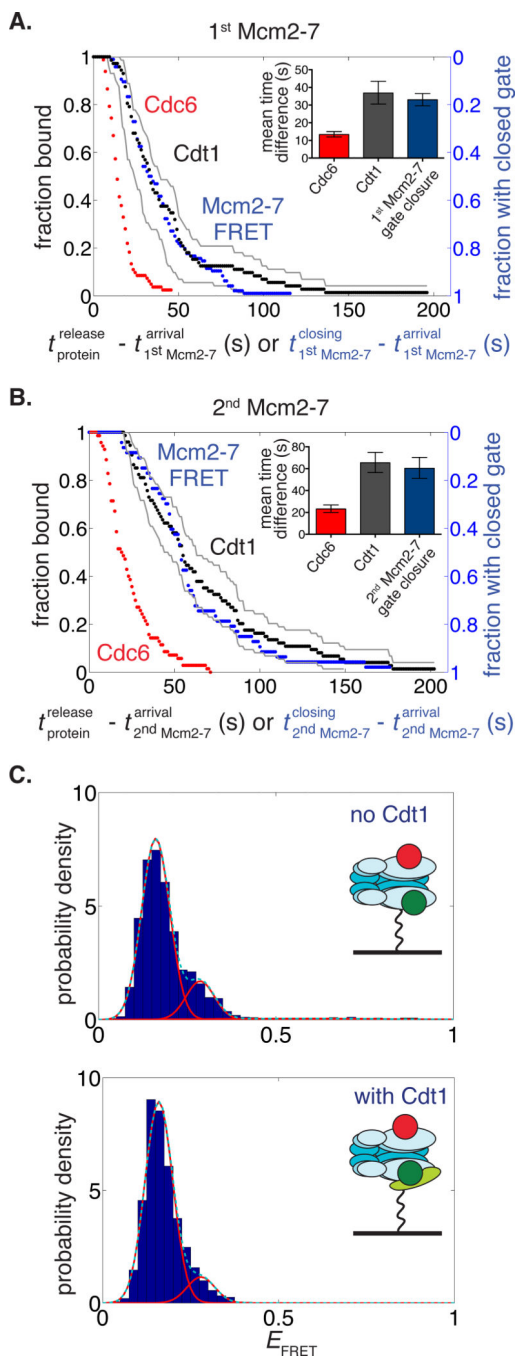 A.
1st Mcm2-7
fraction bound
1
0.8
0.6
0.4
0.2
0
0
50
100
150
200
0
0.2
0.4
0.6
0.8
1
fraction with closed gate
Cdc6
Cdt1
Mcm2-7
FRET
mean time
difference (s)
50
40
30
20
10
0
Cdc6
Cdt1
1st Mcm2-7
gate closure
t release protein - t arrival 1st Mcm2-7 (s) or t closing 1st Mcm2-7 - t arrival 1st Mcm2-7 (s)
B.
2nd Mcm2-7
fraction bound
1
0.8
0.6
0.4
0.2
0
0
50
100
150
200
0
0.2
0.4
0.6
0.8
1
fraction with closed gate
Mcm2-7
FRET
Cdt1
Cdc6
mean time
difference (s)
80
60
40
20
0
Cdc6
Cdt1
2nd Mcm2-7
gate closure
t release protein - t arrival 2nd Mcm2-7 (s) or t closing 2nd Mcm2-7 - t arrival 2nd Mcm2-7 (s)
C.
probability density
10
5
0
0.5
1
no Cdt1
probability density
10
5
0
0
0.5
1
with Cdt1
E FRET